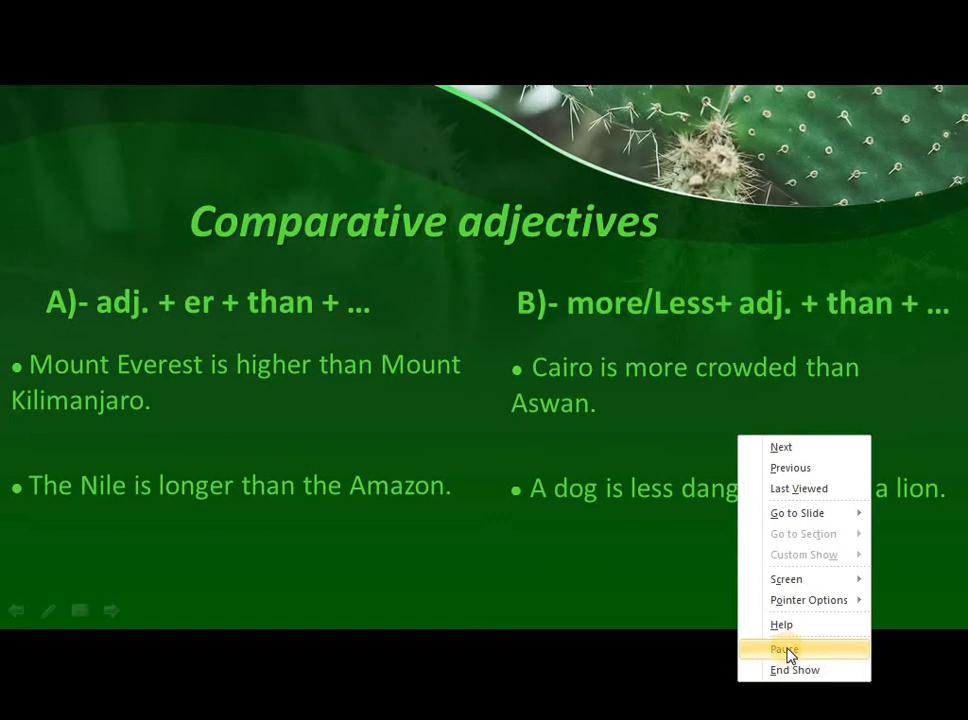 Comparative adjectives
A)- adj. + er + than + ...
● Mount Everest is higher than Mount
Kilimanjaro.
● The Nile is longer than the Amazon.
B)- more/Less+ adj. + than + ...
● Cairo is more crowded than
Aswan.
● A dog is less dang a lion.
Next
Previous
Last Viewed
Go to Slide
Go to Section
Custom Show
Screen
Pointer Options
Help
Pause
End Show